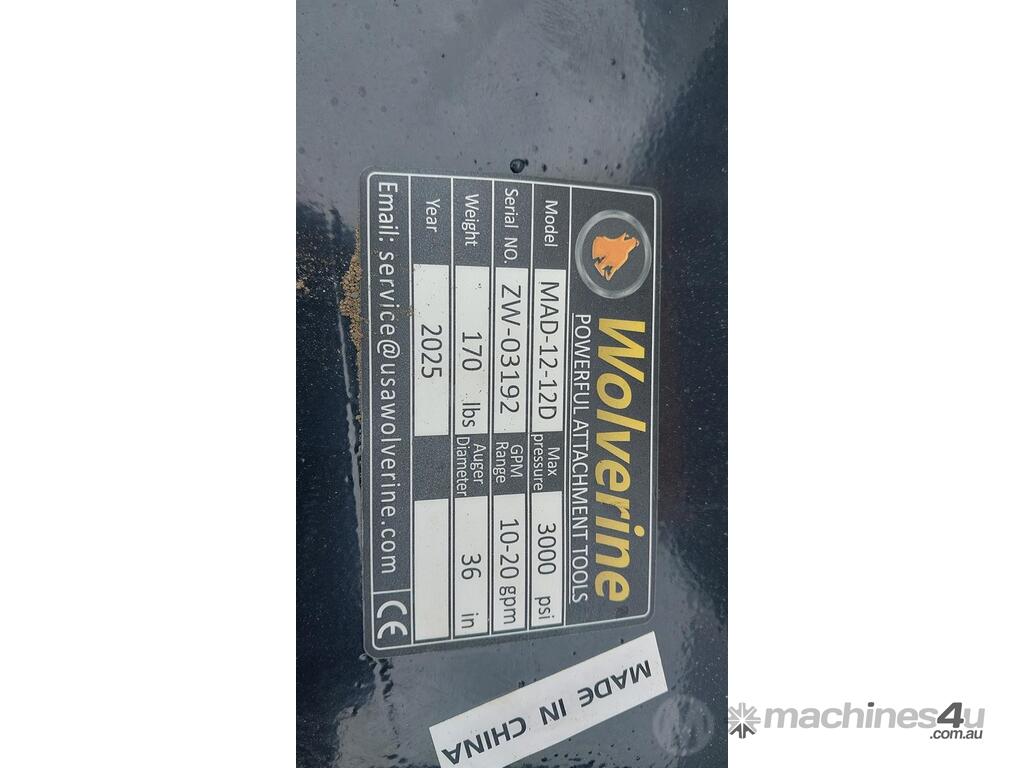 Wolverine®
POWERFUL ATTACHMENT TOOLS
Model MAD-12-12D Max pressure 3000 psi
Serial NO. ZW-03192 GPM Range 10-20 gpm
Weight 170 lbs Auger Diameter 36 in
Year 2025
Email: service@usawolverine.com CE
MADE IN CHINA
machines4u
.com.au